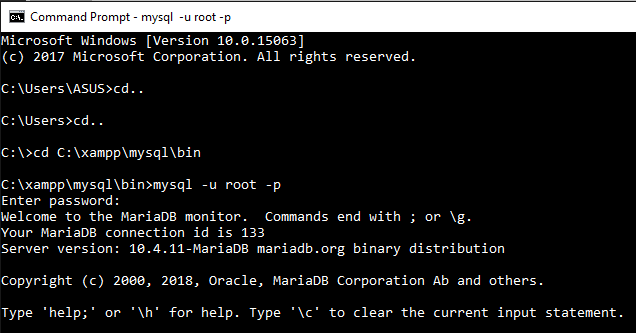 Command Prompt - mysql -u root -p
Microsoft Windows [Version 10.0.15063]
(c) 2017 Microsoft Corporation. All rights reserved.
C:\Users\ASUS>cd..
C:\Users>cd..
C:\>cd C:\xampp\mysql\bin
C:\xampp\mysql\bin>mysql -u root -p
Enter password:
Welcome to the MariaDB monitor.  Commands end with ; or \g.
Your MariaDB connection id is 133
Server version: 10.4.11-MariaDB mariadb.org binary distribution
Copyright (c) 2000, 2018, Oracle, MariaDB Corporation Ab and others.
Type 'help;' or '\h' for help. Type '\c' to clear the current input statement.